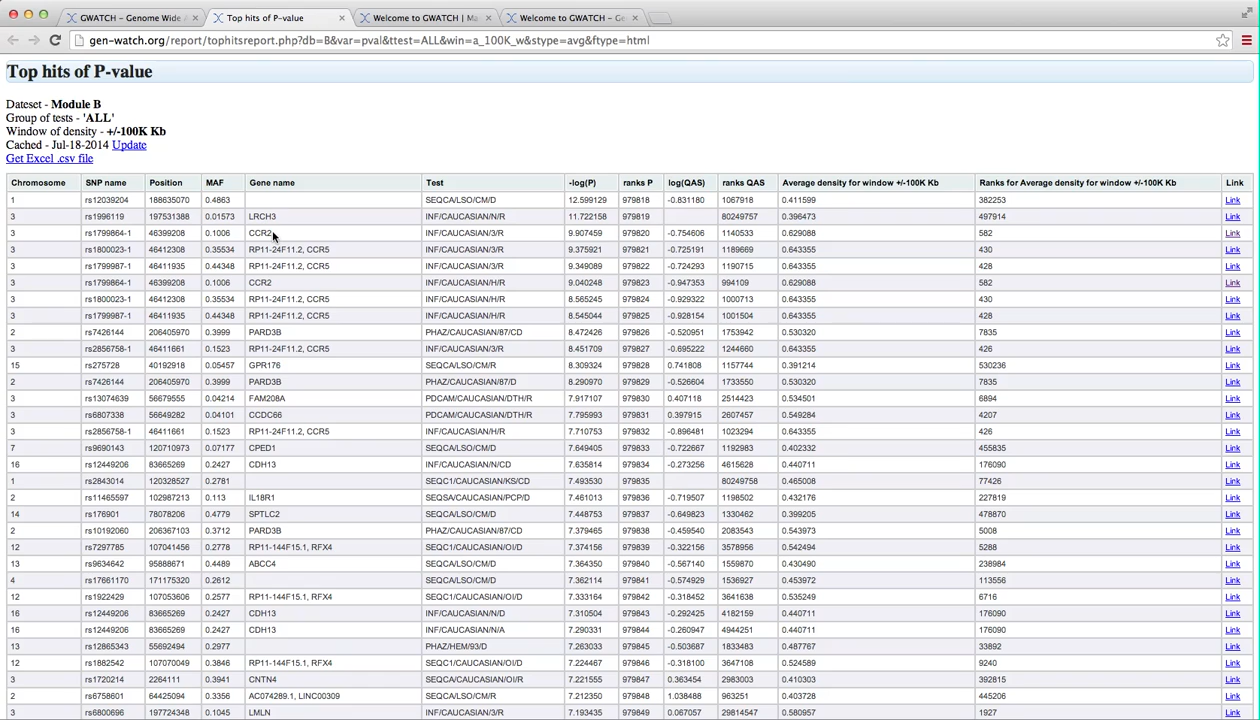 GWATCH – Genome Wide A
Top hits of P-value
Welcome to GWATCH | Ma
Welcome to GWATCH – Ge
gen-watch.org/report/tophitsreport.php?db=B&var=pval&ttest=ALL&win=a_100K_w&stype=avg&ftype=html
Top hits of P-value
Dateset - Module B
Group of tests - 'ALL'
Window of density - +/-100K Kb
Cached - Jul-18-2014 Update
Get Excel .csv file
Chromosome SNP name Position MAF Gene name Test -log(P) ranks P log(QAS) ranks QAS Average density for window +/-100K Kb Ranks for Average density for window +/-100K Kb Link
1 rs12039204 188635070 0.4863 SEQCA/LSO/CM/D 12.599129 979818 -0.831180 1067918 0.411599 382253 Link
3 rs1996119 197531388 0.01573 LRCH3 INF/CAUCASIAN/N/R 11.722158 979819 80249757 0.396473 497914 Link
3 rs1799864-1 46399208 0.1006 CCR2 INF/CAUCASIAN/3/R 9.907459 979820 -0.754606 1140532 0.629088 582 Link
3 rs1800023-1 46412308 0.35534 RP11-24F11.2, CCR5 INF/CAUCASIAN/3/R 9.375921 979821 -0.725191 1189669 0.643355 430 Link
3 rs1799987-1 46411935 0.44348 RP11-24F11.2, CCR5 INF/CAUCASIAN/3/R 9.349089 979822 -0.724293 1190715 0.643355 428 Link
3 rs1799864-1 46399208 0.1006 CCR2 INF/CAUCASIAN/H/R 9.040248 979823 -0.947353 994109 0.629088 582 Link
3 rs1800023-1 46412308 0.35534 RP11-24F11.2, CCR5 INF/CAUCASIAN/H/R 8.565245 979824 -0.929322 1000713 0.643355 430 Link
3 rs1799987-1 46411935 0.44348 RP11-24F11.2, CCR5 INF/CAUCASIAN/H/R 8.545044 979825 -0.928154 1001504 0.643355 428 Link
2 rs7426144 206405970 0.3999 PARD3B PHAZ/CAUCASIAN/87/CD 8.472426 979826 -0.520951 1753942 0.530320 7835 Link
3 rs2856758-1 46411661 0.1523 RP11-24F11.2, CCR5 INF/CAUCASIAN/3/R 8.451709 979827 -0.695222 1244660 0.643355 426 Link
15 rs275728 40192918 0.05457 GPR176 SEQCA/LSO/CM/R 8.309324 979828 0.741808 1157744 0.391214 530236 Link
2 rs7426144 206405970 0.3999 PARD3B PHAZ/CAUCASIAN/87/D 8.290970 979829 -0.526604 1733550 0.530320 7835 Link
3 rs13074639 56679555 0.04214 FAM208A PDCAM/CAUCASIAN/DTH/R 7.917107 979830 0.407118 2514423 0.534501 6894 Link
3 rs6807338 56649282 0.04101 CCDC66 PDCAM/CAUCASIAN/DTH/R 7.795993 979831 0.397915 2607457 0.549284 4207 Link
3 rs2856758-1 46411661 0.1523 RP11-24F11.2, CCR5 INF/CAUCASIAN/H/R 7.710753 979832 -0.896481 1023294 0.643355 426 Link
7 rs9690143 120710973 0.07177 CPED1 SEQCA/LSO/CM/D 7.649405 979833 -0.722667 1192983 0.402332 455835 Link
16 rs12449206 83665269 0.2427 CDH13 INF/CAUCASIAN/N/CD 7.635814 979834 -0.273256 4615628 0.440711 176090 Link
1 rs2843014 120328527 0.2781 SEQC1/CAUCASIAN/KS/CD 7.493530 979835 80249758 0.465008 77426 Link
2 rs11465597 102987213 0.113 IL18R1 SEQSA/CAUCASIAN/PCP/D 7.461013 979836 -0.719507 1198502 0.432176 227819 Link
14 rs176901 78078206 0.4779 SPTLC2 SEQCA/LSO/CM/D 7.448753 979837 -0.649823 1330462 0.399205 478870 Link
2 rs10192060 206367103 0.3712 PARD3B PHAZ/CAUCASIAN/87/CD 7.379465 979838 -0.459540 2083543 0.543973 5008 Link
12 rs7297785 107041456 0.2778 RP11-144F15.1, RFX4 SEQC1/CAUCASIAN/OI/D 7.374156 979839 -0.322156 3578956 0.542494 5288 Link
13 rs9634642 95888671 0.4489 ABCC4 SEQCA/LSO/CM/D 7.364350 979840 -0.567140 1559870 0.430490 238984 Link
4 rs17661170 171175320 0.2612 SEQCA/LSO/CM/D 7.362114 979841 -0.574929 1536927 0.453972 113556 Link
12 rs1922429 107053606 0.2577 RP11-144F15.1, RFX4 SEQC1/CAUCASIAN/OI/D 7.333164 979842 -0.318452 3641638 0.535249 6716 Link
16 rs12449206 83665269 0.2427 CDH13 INF/CAUCASIAN/N/D 7.310504 979843 -0.292425 4182159 0.440711 176090 Link
16 rs12449206 83665269 0.2427 CDH13 INF/CAUCASIAN/N/A 7.290331 979844 -0.260947 4944251 0.440711 176090 Link
13 rs12865343 55692494 0.2977 PHAZ/HEM/93/D 7.263033 979845 -0.503687 1833483 0.487767 33892 Link
12 rs1882542 107070049 0.3846 RP11-144F15.1, RFX4 SEQC1/CAUCASIAN/OI/D 7.224467 979846 -0.318100 3647108 0.524589 9240 Link
3 rs1720214 2264111 0.3941 CNTN4 SEQCA/CAUCASIAN/OI/R 7.221555 979847 0.363454 2983003 0.410303 392815 Link
2 rs6758601 64425094 0.3356 AC074289.1, LINC00309 SEQCA/LSO/CM/R 7.212350 979848 1.038488 963251 0.403728 445206 Link
3 rs6800696 197724348 0.1045 LMLN INF/CAUCASIAN/3/R 7.193435 979849 0.067057 29814547 0.580957 1927 Link